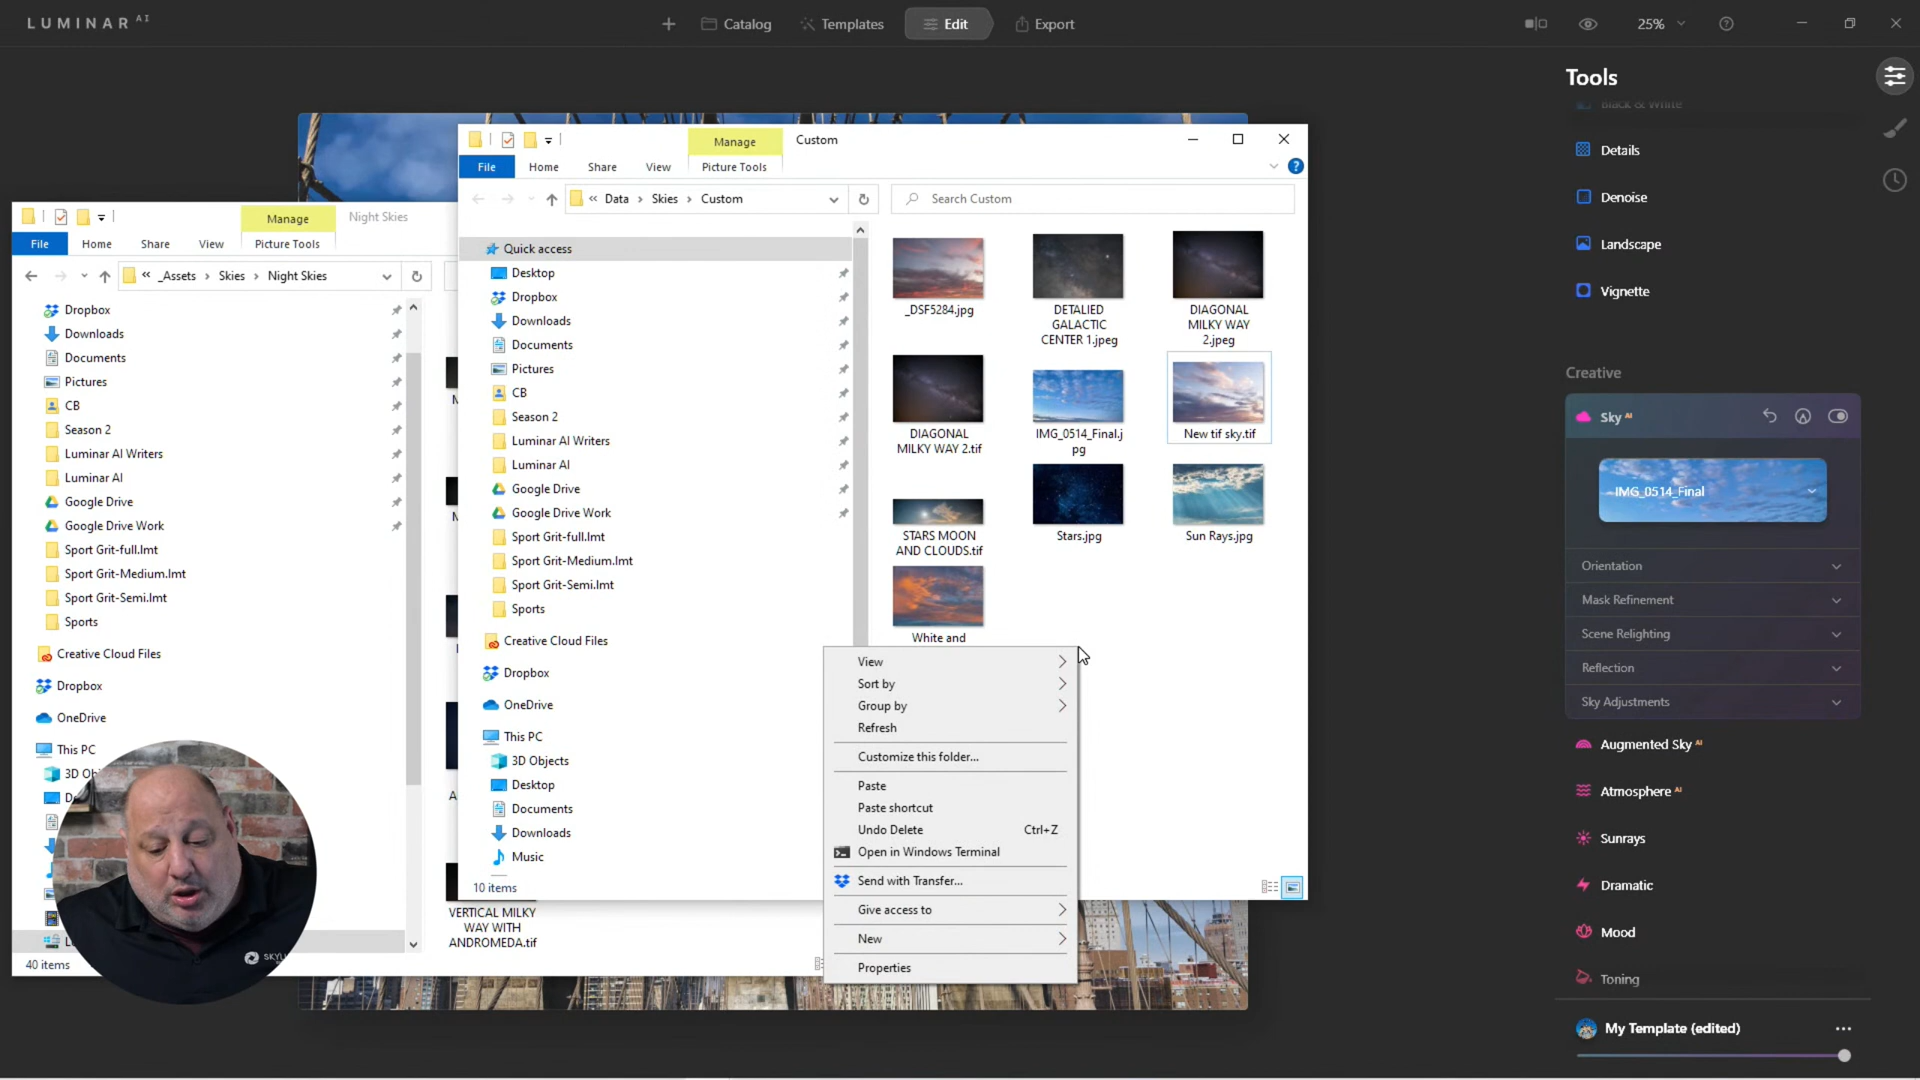 LUMINAR AI
Catalog
Templates
Edit
Export
25%
Tools
Black & White
Details
Denoise
Landscape
Vignette
Creative
Sky AI
IMG_0514_Final
Orientation
Mask Refinement
Scene Relighting
Reflection
Sky Adjustments
Augmented Sky AI
Atmosphere AI
Sunrays
Dramatic
Mood
Toning
My Template (edited)
Manage
Custom
File
Home
Share
View
Picture Tools
« Data > Skies > Custom
Search Custom
Quick access
Desktop
Dropbox
Downloads
Documents
Pictures
CB
Season 2
Luminar AI Writers
Luminar AI
Google Drive
Google Drive Work
Sport Grit-full.lmt
Sport Grit-Medium.lmt
Sport Grit-Semi.lmt
Sports
Creative Cloud Files
Dropbox
OneDrive
This PC
3D Objects
Desktop
Documents
Downloads
Music
10 items
_DSF5284.jpg
DETALIED
GALACTIC
CENTER 1.jpeg
DIAGONAL
MILKY WAY
2.jpeg
DIAGONAL
MILKY WAY 2.tif
IMG_0514_Final.j
pg
New tif sky.tif
STARS MOON
AND CLOUDS.tif
Stars.jpg
Sun Rays.jpg
White and
View
Sort by
Group by
Refresh
Customize this folder...
Paste
Paste shortcut
Undo Delete Ctrl+Z
Open in Windows Terminal
Send with Transfer...
Give access to
New
Properties
Manage
Night Skies
File
Home
Share
View
Picture Tools
« _Assets > Skies > Night Skies
Dropbox
Downloads
Documents
Pictures
CB
Season 2
Luminar AI Writers
Luminar AI
Google Drive
Google Drive Work
Sport Grit-full.lmt
Sport Grit-Medium.lmt
Sport Grit-Semi.lmt
Sports
Creative Cloud Files
Dropbox
OneDrive
This PC
40 items
VERTICAL MILKY
WAY WITH
ANDROMEDA.tif